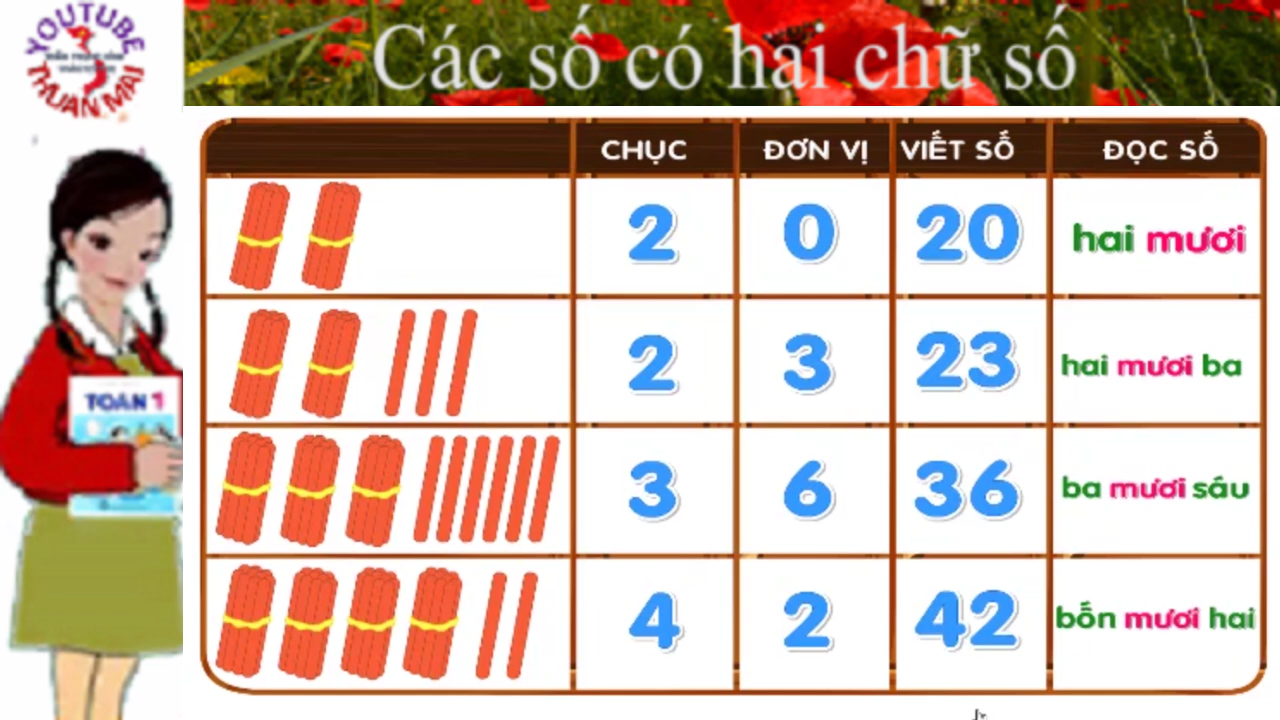 YOUTUBE
THUẬN MAI
Các số có hai chữ số
CHỤC ĐƠN VỊ VIẾT SỐ ĐỌC SỐ
2 0 20 hai mươi
2 3 23 hai mươi ba
3 6 36 ba mươi sáu
4 2 42 bốn mươi hai
TOÁN 1